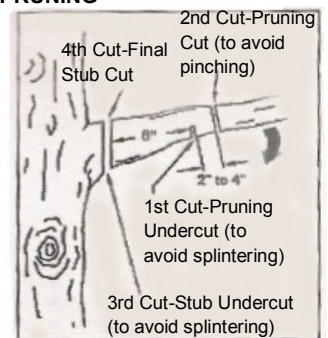 PRUNING
2nd Cut-Pruning
Cut (to avoid
pinching)
4th Cut-Final
Stub Cut
6"
2" to 4"
1st Cut-Pruning
Undercut (to
avoid splintering)
3rd Cut-Stub Undercut
(to avoid splintering)